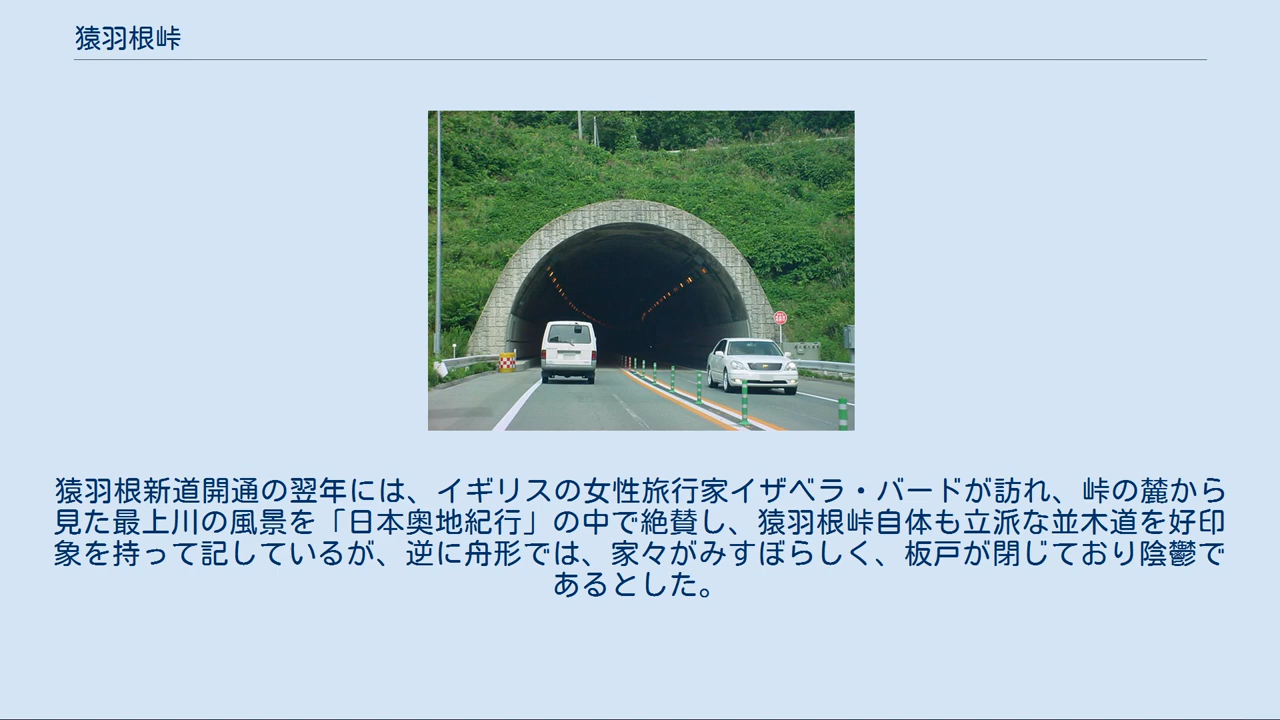 猿羽根峠
猿羽根新道開通の翌年には、イギリスの女性旅行家イザベラ・バードが訪れ、峠の麓から
見た最上川の風景を「日本奥地紀行」の中で絶賛し、猿羽根峠自体も立派な並木道を好印
象を持って記しているが、逆に舟形では、家々がみすぼらしく、板戸が閉じており陰鬱で
あるとした。